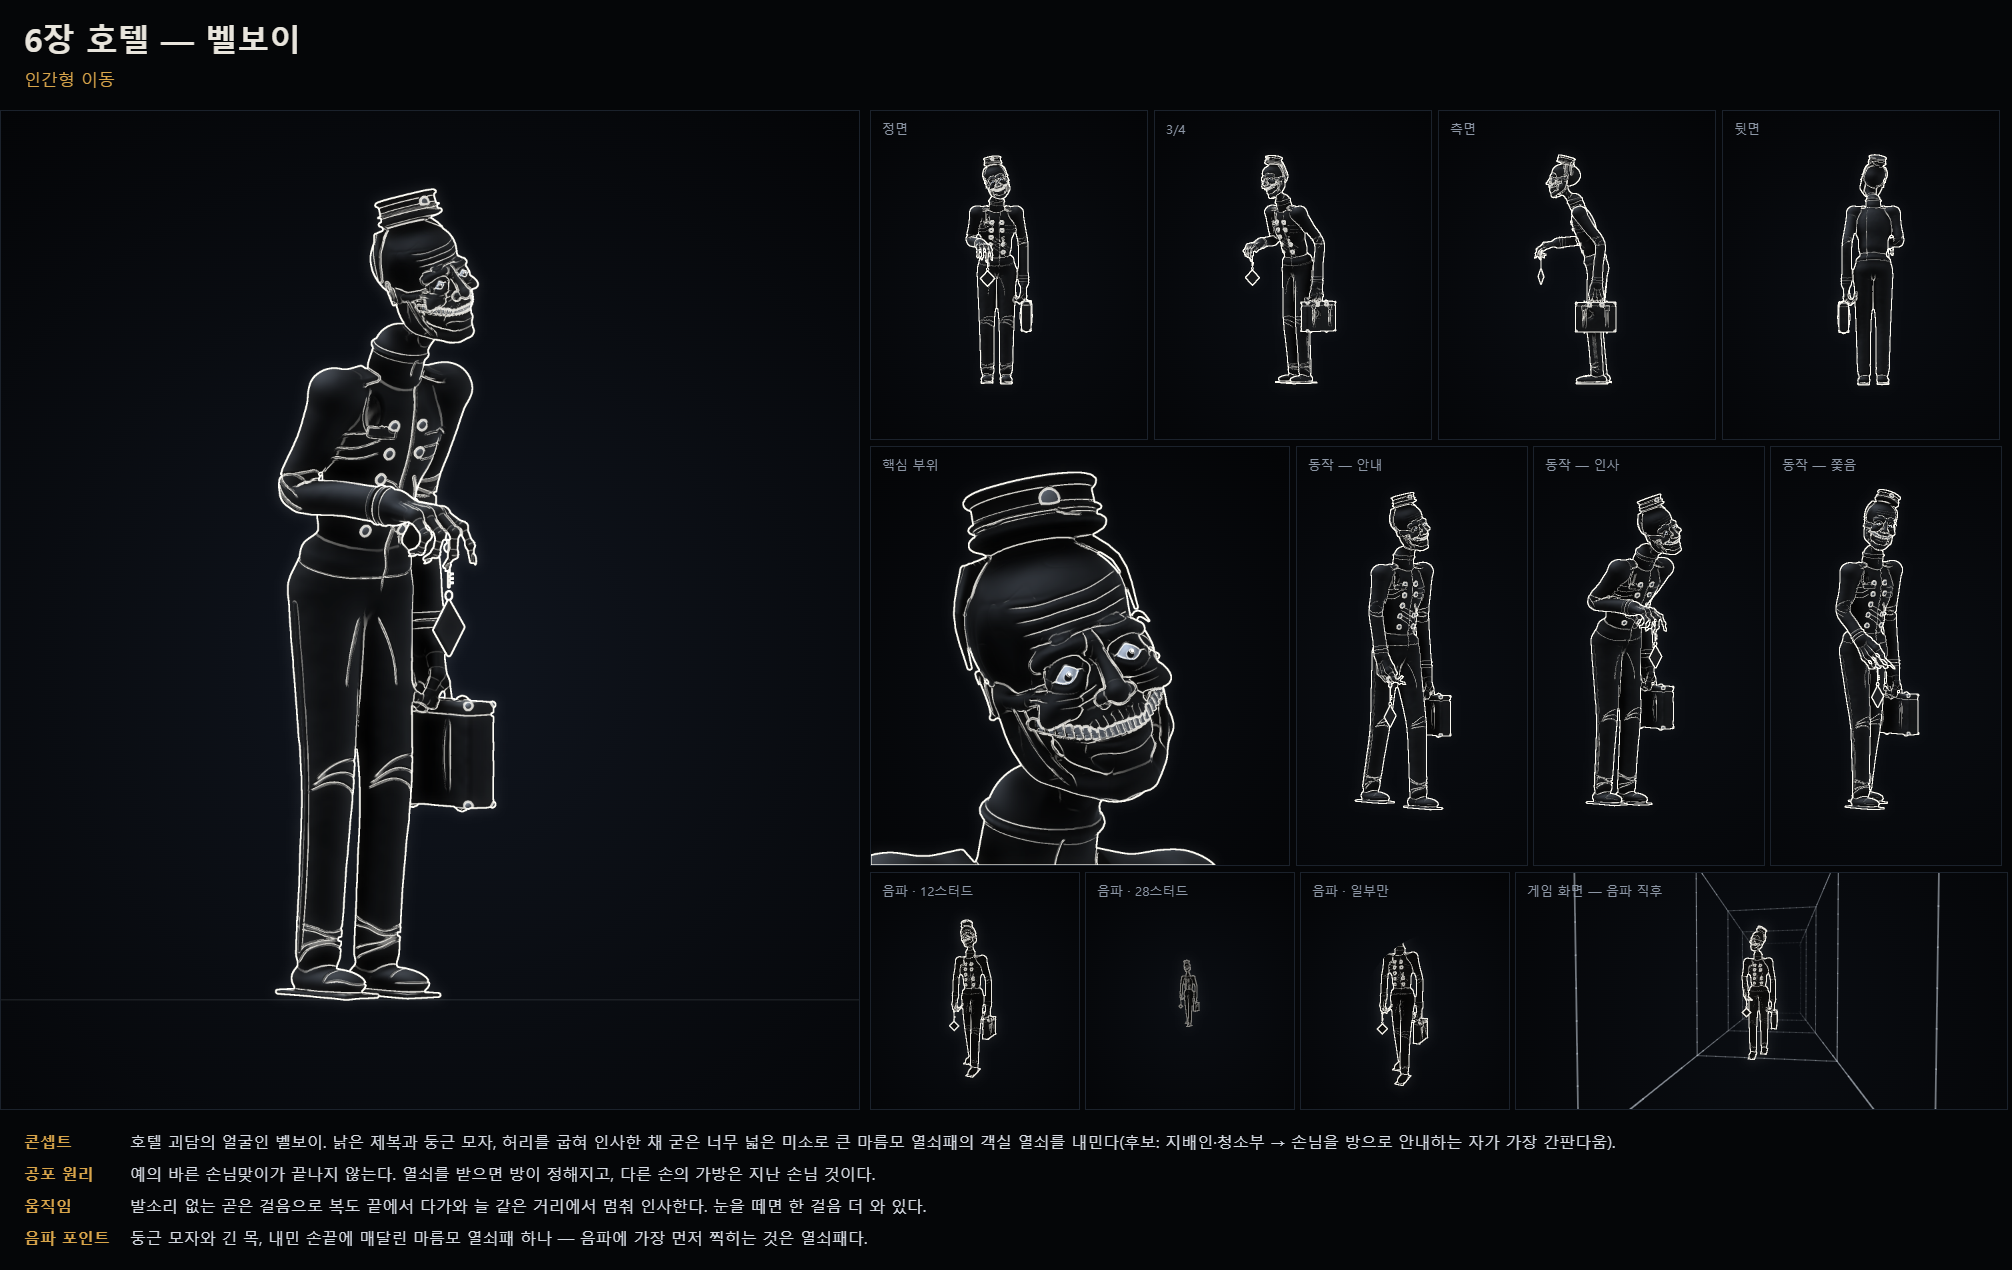 6장 호텔 — 벨보이
인간형 이동
정면
3/4
측면
뒷면
핵심 부위
동작 — 안내
동작 — 인사
동작 — 쫓음
음파 · 12스터드
음파 · 28스터드
음파 · 일부만
게임 화면 — 음파 직후
콘셉트 호텔 괴담의 얼굴인 벨보이. 낡은 제복과 둥근 모자, 허리를 굽혀 인사한 채 굳은 너무 넓은 미소로 큰 마름모 열쇠패의 객실 열쇠를 내민다(후보: 지배인·청소부 → 손님을 방으로 안내하는 자가 가장 간판다움).
공포 원리 예의 바른 손님맞이가 끝나지 않는다. 열쇠를 받으면 방이 정해지고, 다른 손의 가방은 지난 손님 것이다.
움직임 발소리 없는 곧은 걸음으로 복도 끝에서 다가와 늘 같은 거리에서 멈춰 인사한다. 눈을 떼면 한 걸음 더 와 있다.
음파 포인트 둥근 모자와 긴 목, 내민 손끝에 매달린 마름모 열쇠패 하나 — 음파에 가장 먼저 찍히는 것은 열쇠패다.